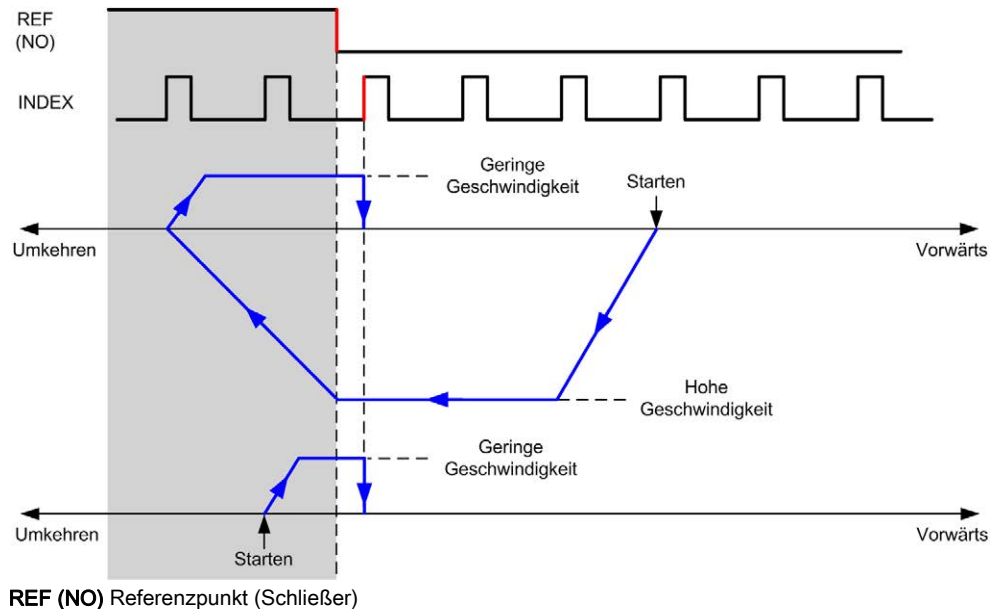 REF
(NO)
INDEX
Geringe
Geschwindigkeit
Starten
Umkehren
Vorwärts
Hohe
Geschwindigkeit
Geringe
Geschwindigkeit
Umkehren
Vorwärts
Starten
REF (NO) Referenzpunkt (Schließer)